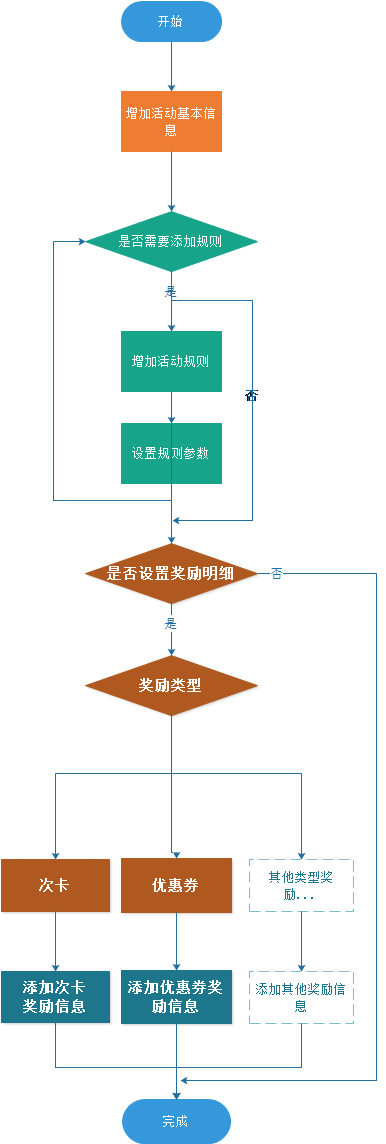 开始
增加活动基本信
息
是否需要添加规则
是
增加活动规则
否
设置规则参数
是否设置奖励明细
否
是
奖励类型
次卡
优惠券
其他类型奖
励...
添加次卡
奖励信息
添加优惠券奖
励信息
添加其他奖励信
息
完成